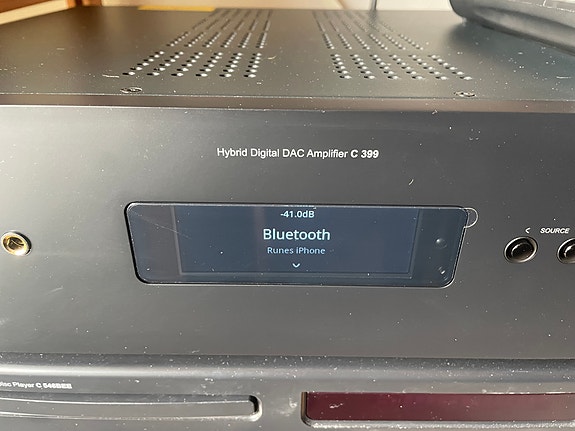 Hybrid Digital DAC Amplifier C 399
-41.0dB
Bluetooth
Runes iPhone
< SOURCE
Disc Player C 546BEE